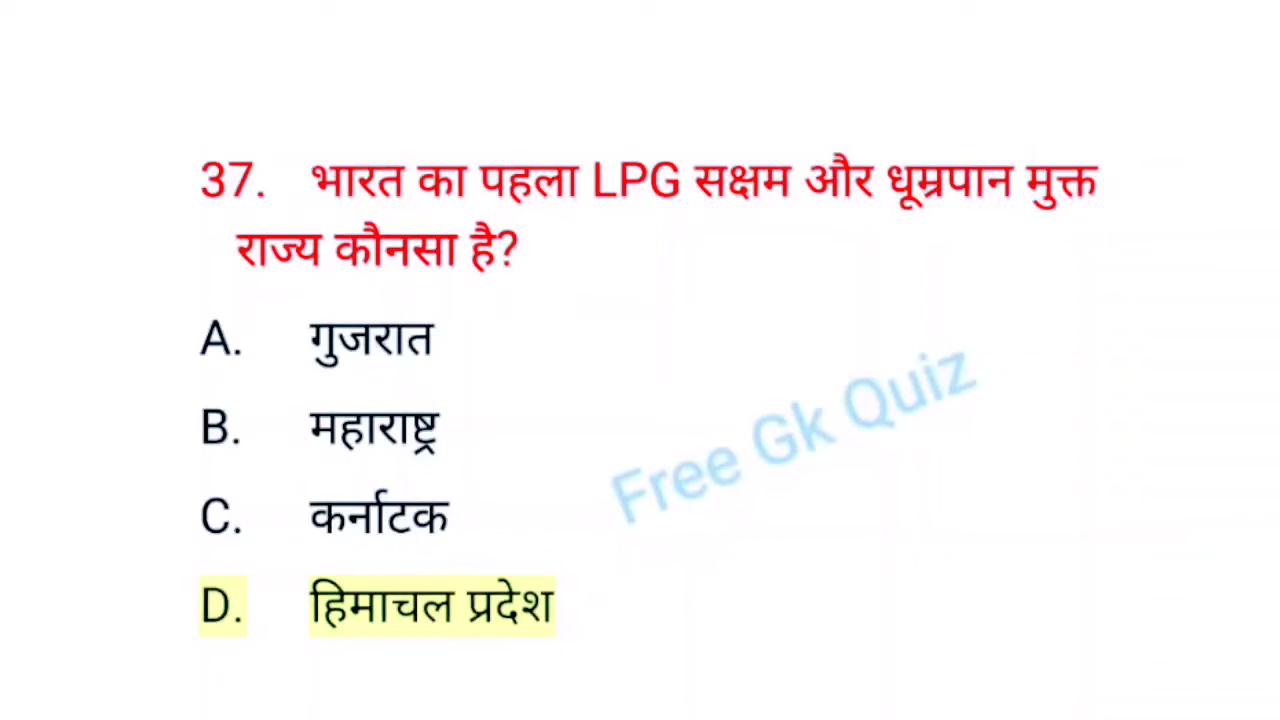 37. भारत का पहला LPG सक्षम और धूम्रपान मुक्त
राज्य कौनसा है?
A. गुजरात
B. महाराष्ट्र
C. कर्नाटक
Free Gk Quiz
D. हिमाचल प्रदेश